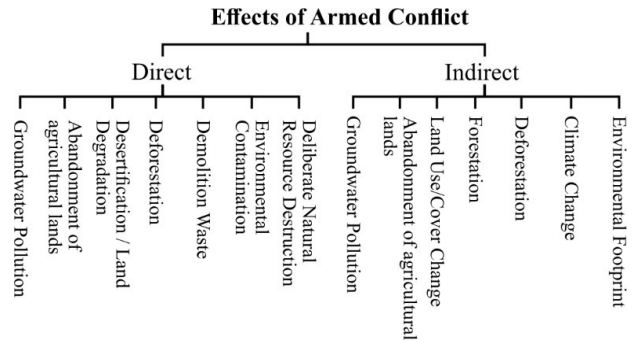 Effects of Armed Conflict
Direct
Indirect
Groundwater Pollution
Abandonment of
agricultural lands
Desertification / Land
Degradation
Deforestation
Demolition Waste
Environmental
Contamination
Deliberate Natural
Resource Destruction
Groundwater Pollution
Abandonment of agricultural
lands
Land Use/Cover Change
Forestation
Deforestation
Climate Change
Environmental Footprint